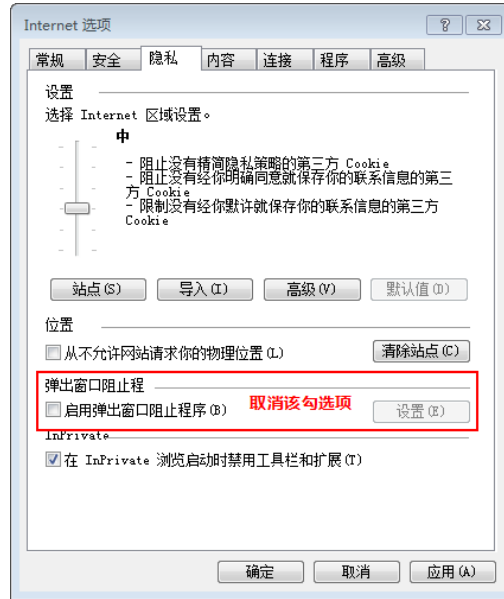 Internet 选项
常规 安全 隐私 内容 连接 程序 高级
设置
选择 Internet 区域设置。
中
- 阻止没有精简隐私策略的第三方 Cookie
- 阻止没有经你明确同意就保存你的联系信息的第三
方 Cookie
- 限制没有经你默许就保存你的联系信息的第三方
Cookie
站点(S) 导入(I) 高级(V) 默认值(D)
位置
从不允许网站请求你的物理位置(L) 清除站点(C)
弹出窗口阻止程
启用弹出窗口阻止程序(B) 取消该勾选项 设置(E)
InPrivate
在 InPrivate 浏览启动时禁用工具栏和扩展(T)
确定 取消 应用(A)